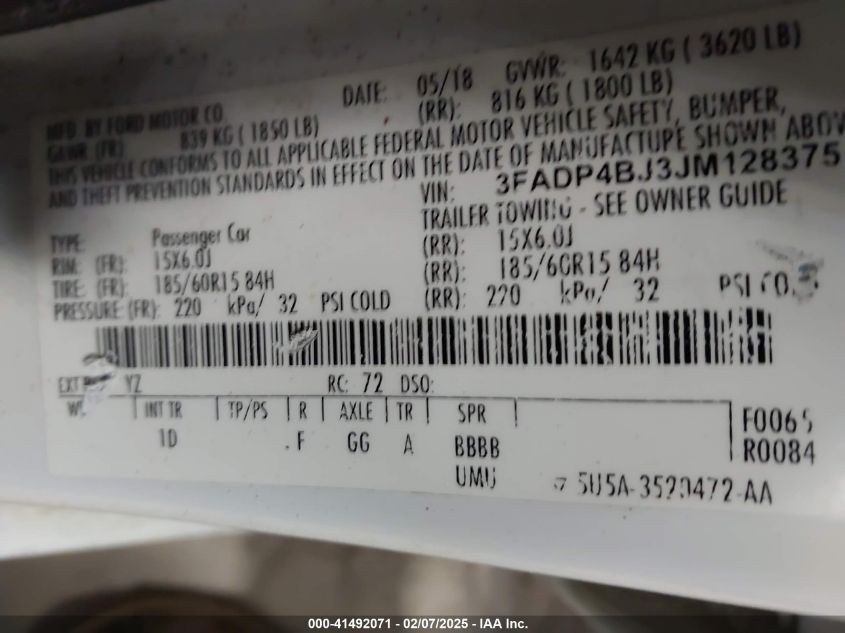 MFD. BY FORD MOTOR CO. DATE: 05/18 GVWR: 1642 KG ( 3620 LB)
GAWR (FR): 839 KG ( 1850 LB) (RR): 816 KG ( 1800 LB)
THIS VEHICLE CONFORMS TO ALL APPLICABLE FEDERAL MOTOR VEHICLE SAFETY, BUMPER,
AND THEFT PREVENTION STANDARDS IN EFFECT ON THE DATE OF MANUFACTURE SHOWN ABOV
VIN: 3FADP4BJ3JM128375
TYPE: Passenger Car TRAILER TOWING - SEE OWNER GUIDE
RIM: (FR): 15X6.0J (RR): 15X6.0J
TIRE: (FR): 185/60R15 84H (RR): 185/60R15 84H
PRESSURE: (FR): 220 kPa/ 32 PSI COLD (RR): 220 kPa/ 32 PSI CO
EXT YZ RC: 72 DSO:
INT TR TP/PS R AXLE TR SPR F0065
1D . F GG A BBBB R0084
UMU 5U5A-3520472-AA
000-41492071 - 02/07/2025 - IAA Inc.